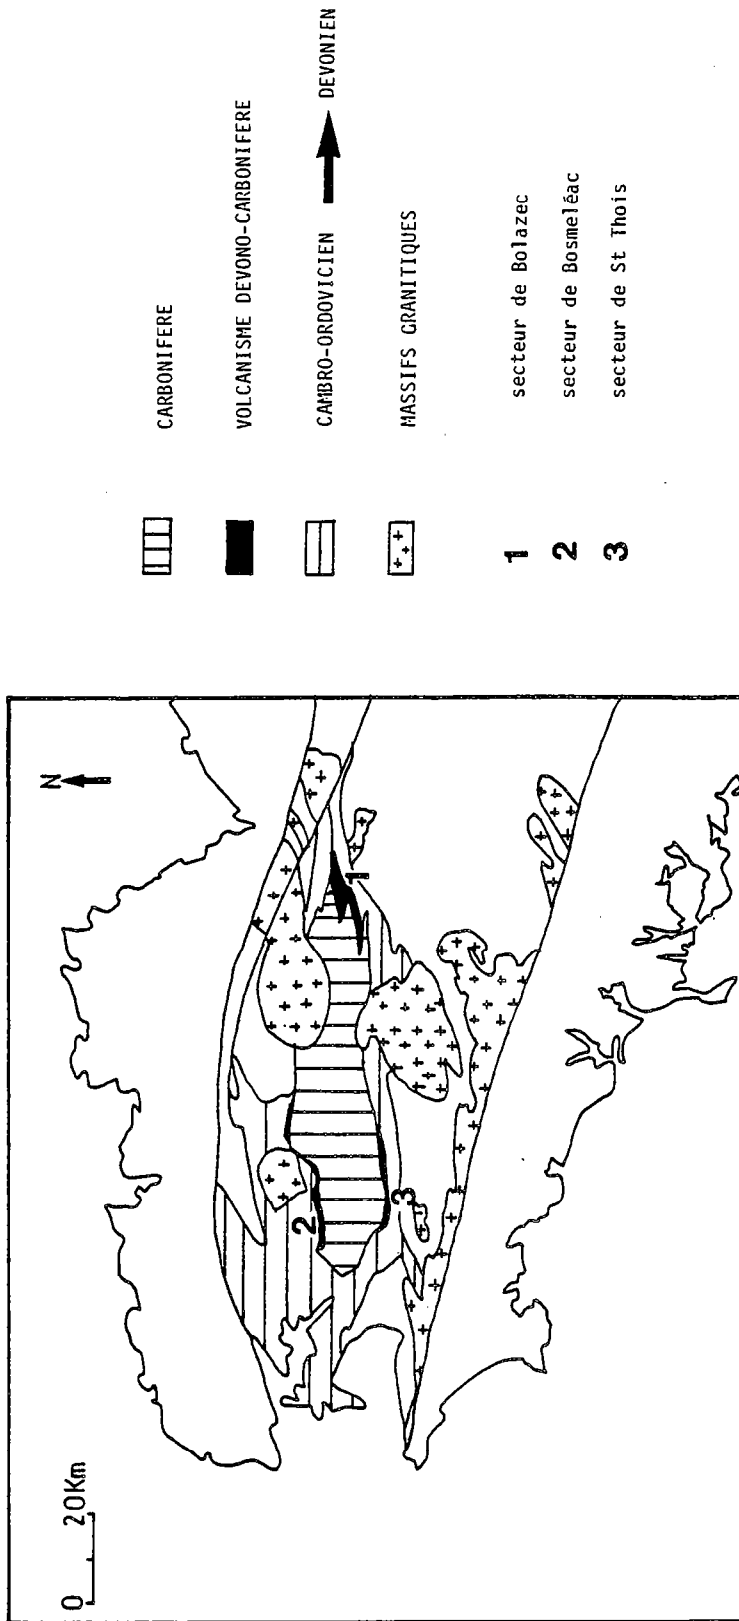 0 20Km
N
1
2
3
CARBONIFERE
VOLCANISME DEVONO-CARBONIFERE
CAMBRO-ORDOVICIEN DEVONIEN
MASSIFS GRANITIQUES
1 secteur de Bolazec
2 secteur de Bosmeléac
3 secteur de St Thois